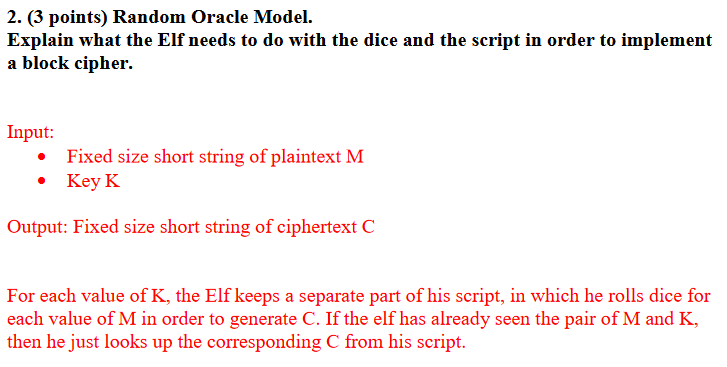 2. (3 points) Random Oracle Model.
Explain what the Elf needs to do with the dice and the script in order to implement
a block cipher.
Input:
• Fixed size short string of plaintext M
• Key K
Output: Fixed size short string of ciphertext C
For each value of K, the Elf keeps a separate part of his script, in which he rolls dice for
each value of M in order to generate C. If the elf has already seen the pair of M and K,
then he just looks up the corresponding C from his script.